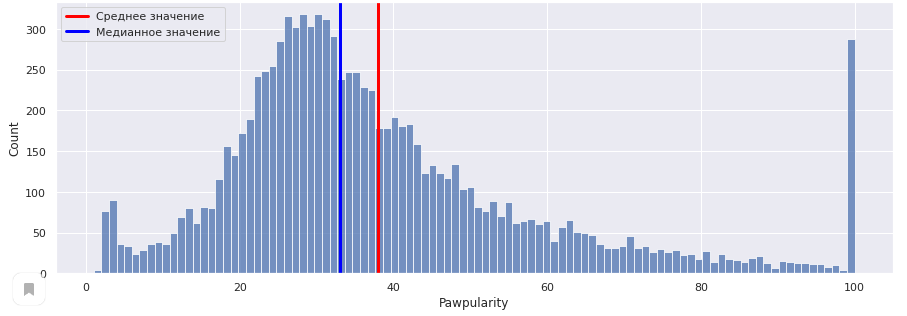 Среднее значение
Медианное значение
300
250
200
150
100
50
0
Count
0 20 40 60 80 100
Pawpularity